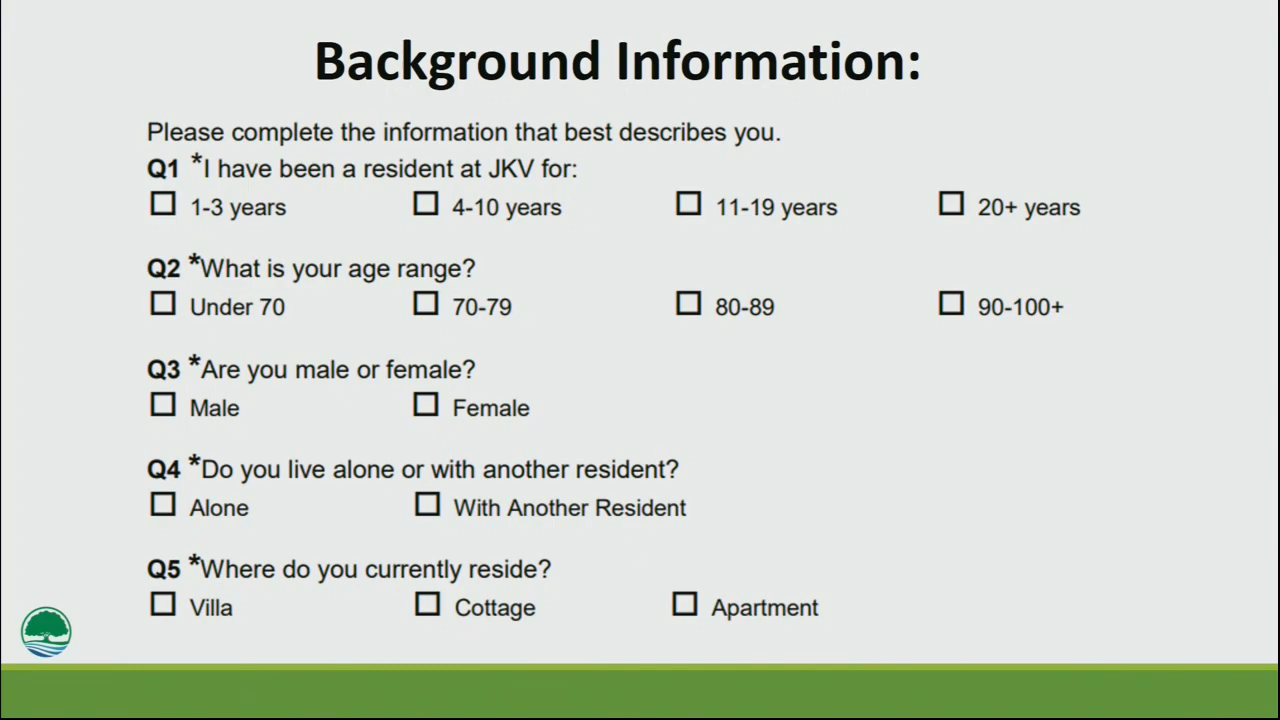 Background Information:
Please complete the information that best describes you.
Q1 *I have been a resident at JKV for:
1-3 years 4-10 years 11-19 years 20+ years
Q2 *What is your age range?
Under 70 70-79 80-89 90-100+
Q3 *Are you male or female?
Male Female
Q4 *Do you live alone or with another resident?
Alone With Another Resident
Q5 *Where do you currently reside?
Villa Cottage Apartment